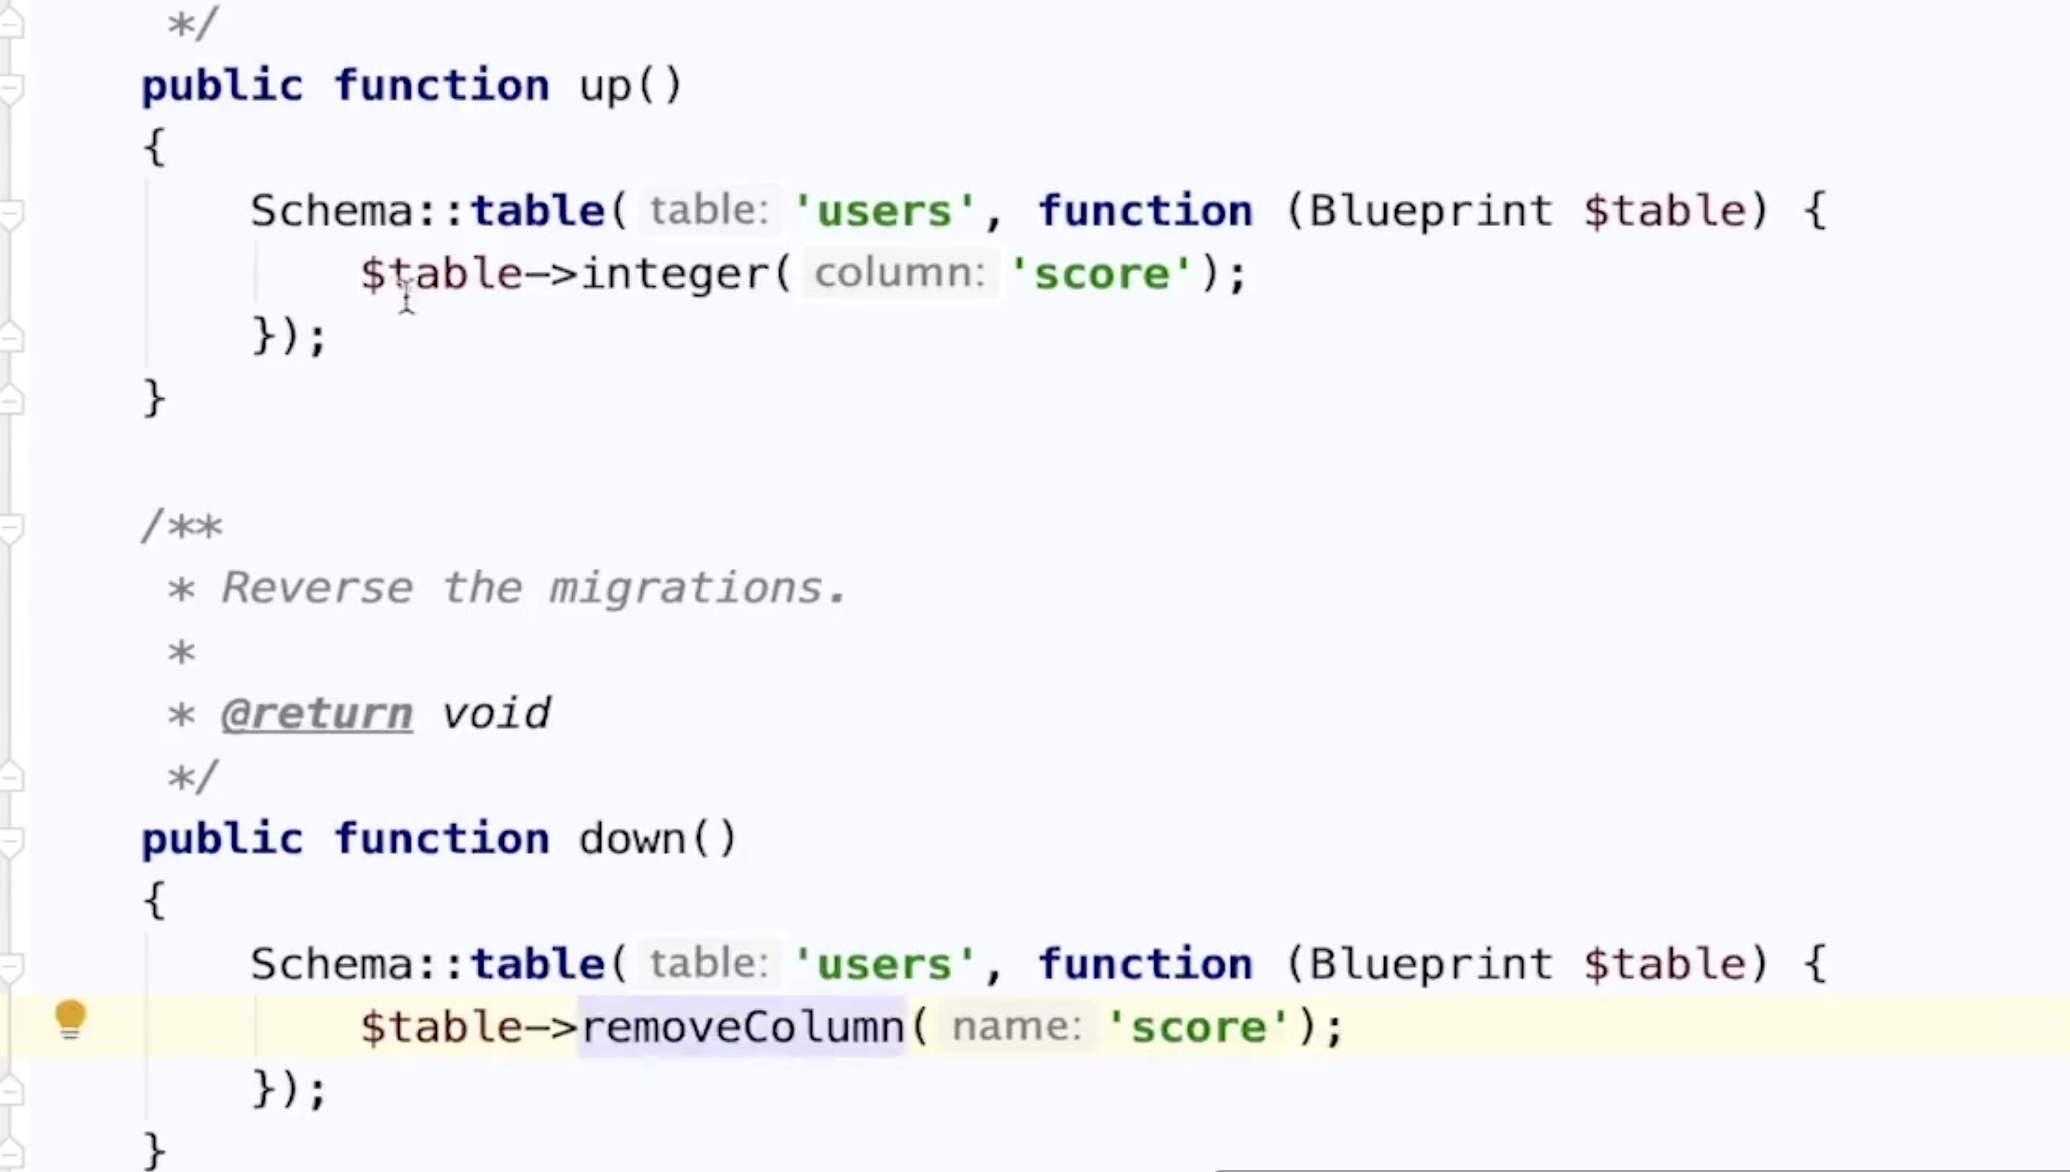 */
public function up()
{
Schema::table( table: 'users', function (Blueprint $table) {
$table->integer( column: 'score');
});
}
/**
* Reverse the migrations.
*
* @return void
*/
public function down()
{
Schema::table( table: 'users', function (Blueprint $table) {
$table->removeColumn( name: 'score');
});
}